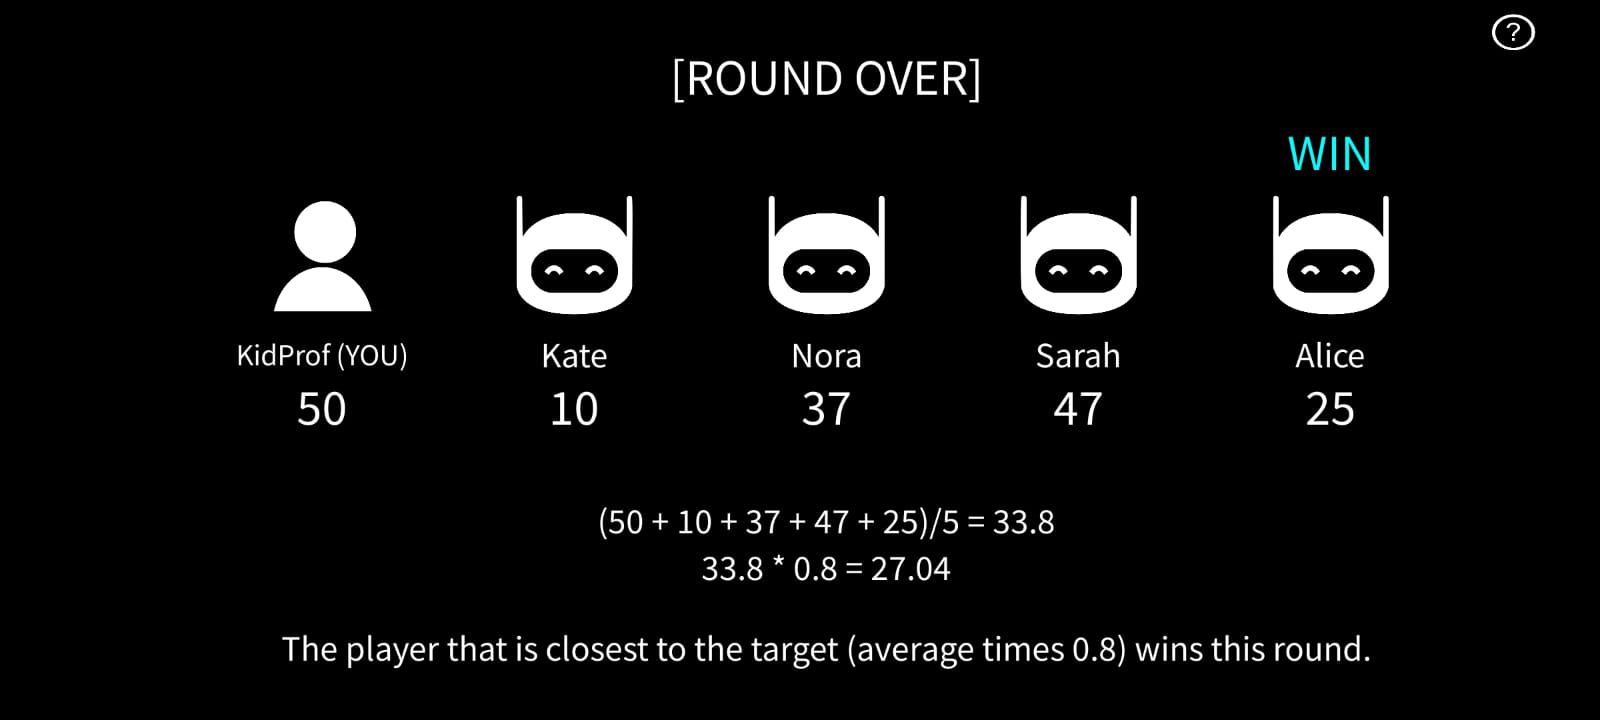 ?
[ROUND OVER]
WIN
KidProf (YOU) Kate Nora Sarah Alice
50 10 37 47 25
(50 + 10 + 37 + 47 + 25)/5 = 33.8
33.8 * 0.8 = 27.04
The player that is closest to the target (average times 0.8) wins this round.